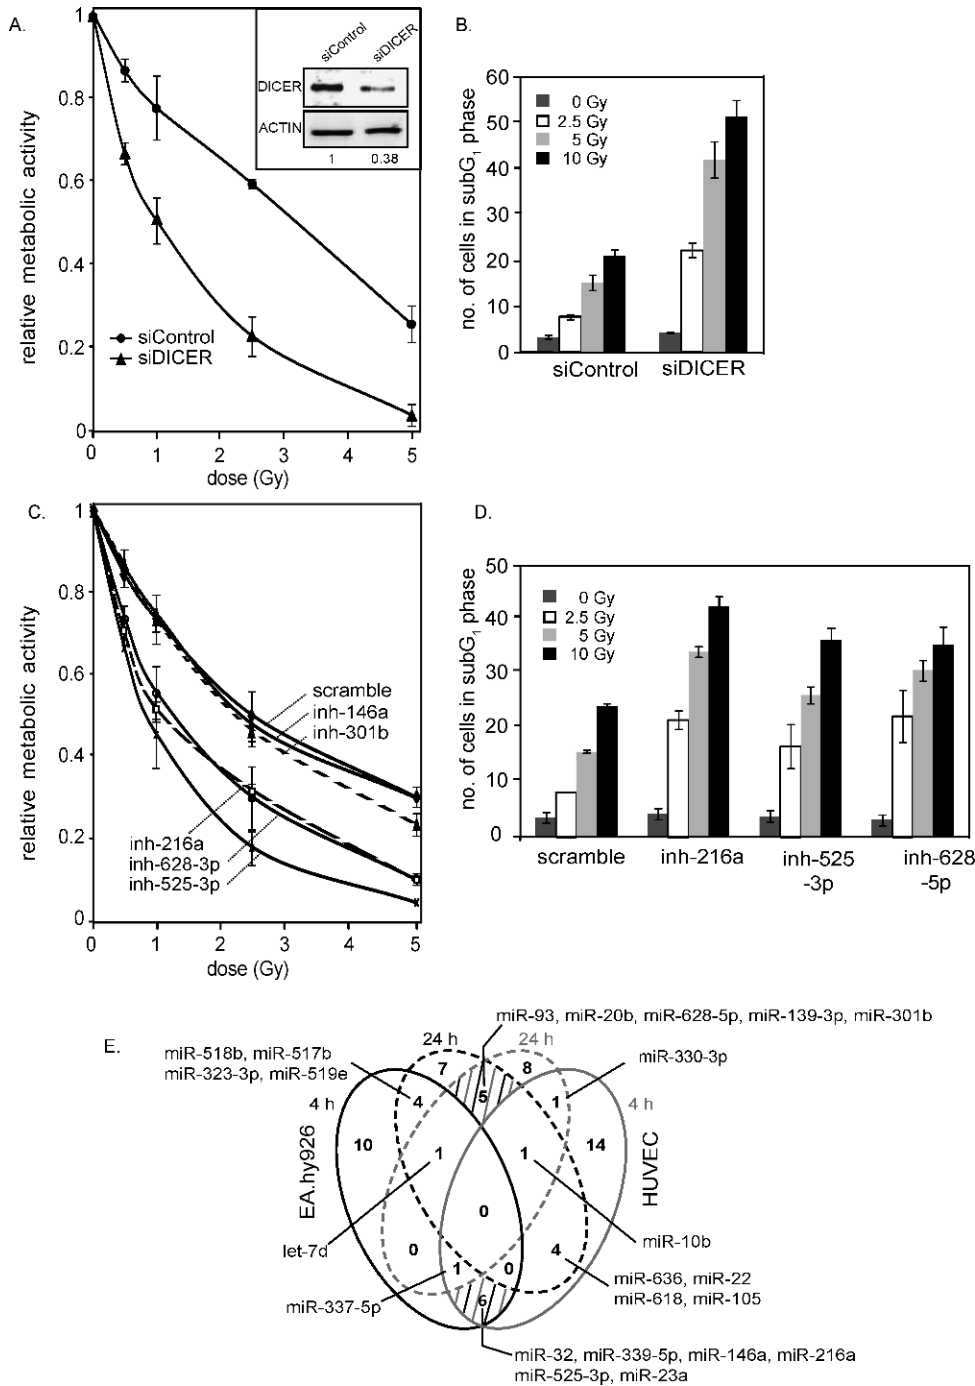 A.
relative metabolic activity
1
0.8
0.6
0.4
0.2
0
0 1 2 3 4 5
dose (Gy)
siControl
siDICER
siControl siDICER
DICER
ACTIN
1 0.38
B.
no. of cells in subG1 phase
60
50
40
30
20
10
0
0 Gy
2.5 Gy
5 Gy
10 Gy
siControl siDICER
C.
relative metabolic activity
1
0.8
0.6
0.4
0.2
0
0 1 2 3 4 5
dose (Gy)
scramble
inh-146a
inh-301b
inh-216a
inh-628-3p
inh-525-3p
D.
no. of cells in subG1 phase
50
40
30
20
10
0
0 Gy
2.5 Gy
5 Gy
10 Gy
scramble inh-216a inh-525 inh-628
-3p -5p
E.
miR-93, miR-20b, miR-628-5p, miR-139-3p, miR-301b
miR-518b, miR-517b
miR-323-3p, miR-519e
24 h 24 h
miR-330-3p
4 h 4 h
EA.hy926
HUVEC
7 8
4 5 1
10 14
1 1
0
0 4
1 0
6
let-7d
miR-10b
miR-337-5p
miR-636, miR-22
miR-618, miR-105
miR-32, miR-339-5p, miR-146a, miR-216a
miR-525-3p, miR-23a